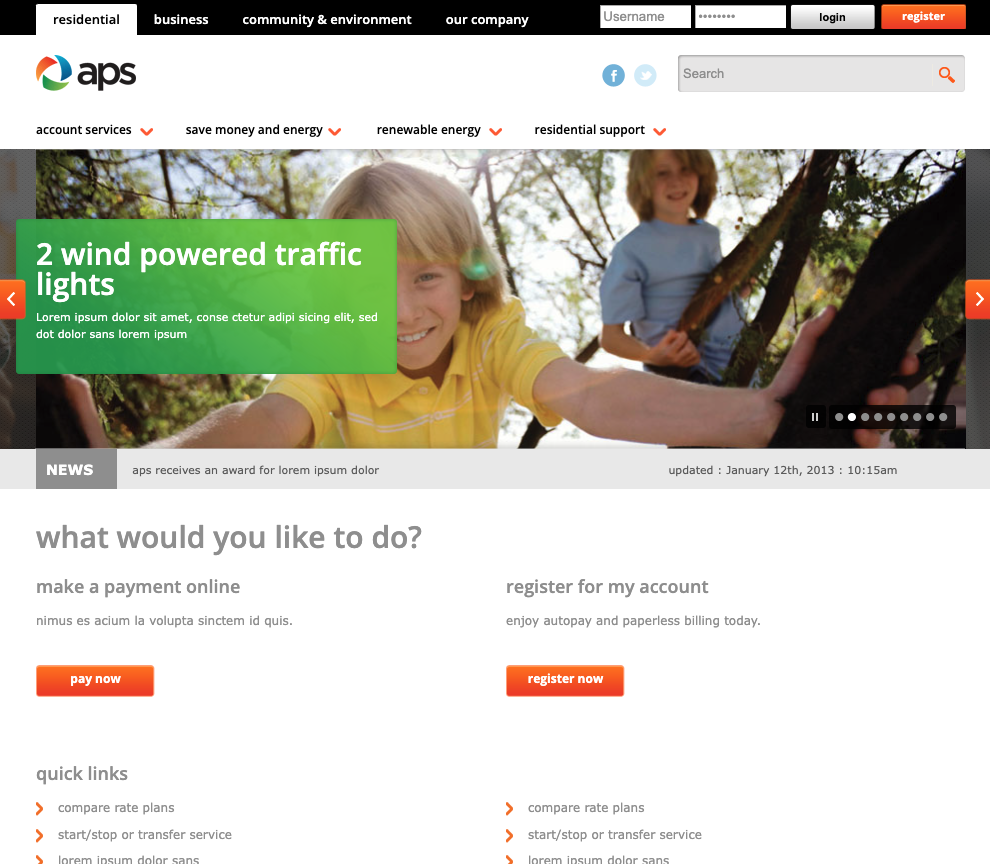 residential business community & environment our company Username •••••••• login register
aps
Search
account services save money and energy renewable energy residential support
2 wind powered traffic
lights
Lorem ipsum dolor sit amet, conse ctetur adipi sicing elit, sed
dot dolor sans lorem ipsum
NEWS aps receives an award for lorem ipsum dolor updated : January 12th, 2013 : 10:15am
what would you like to do?
make a payment online register for my account
nimus es acium la volupta sinctem id quis. enjoy autopay and paperless billing today.
pay now register now
quick links
compare rate plans compare rate plans
start/stop or transfer service start/stop or transfer service
lorem ipsum dolor sans lorem ipsum dolor sans